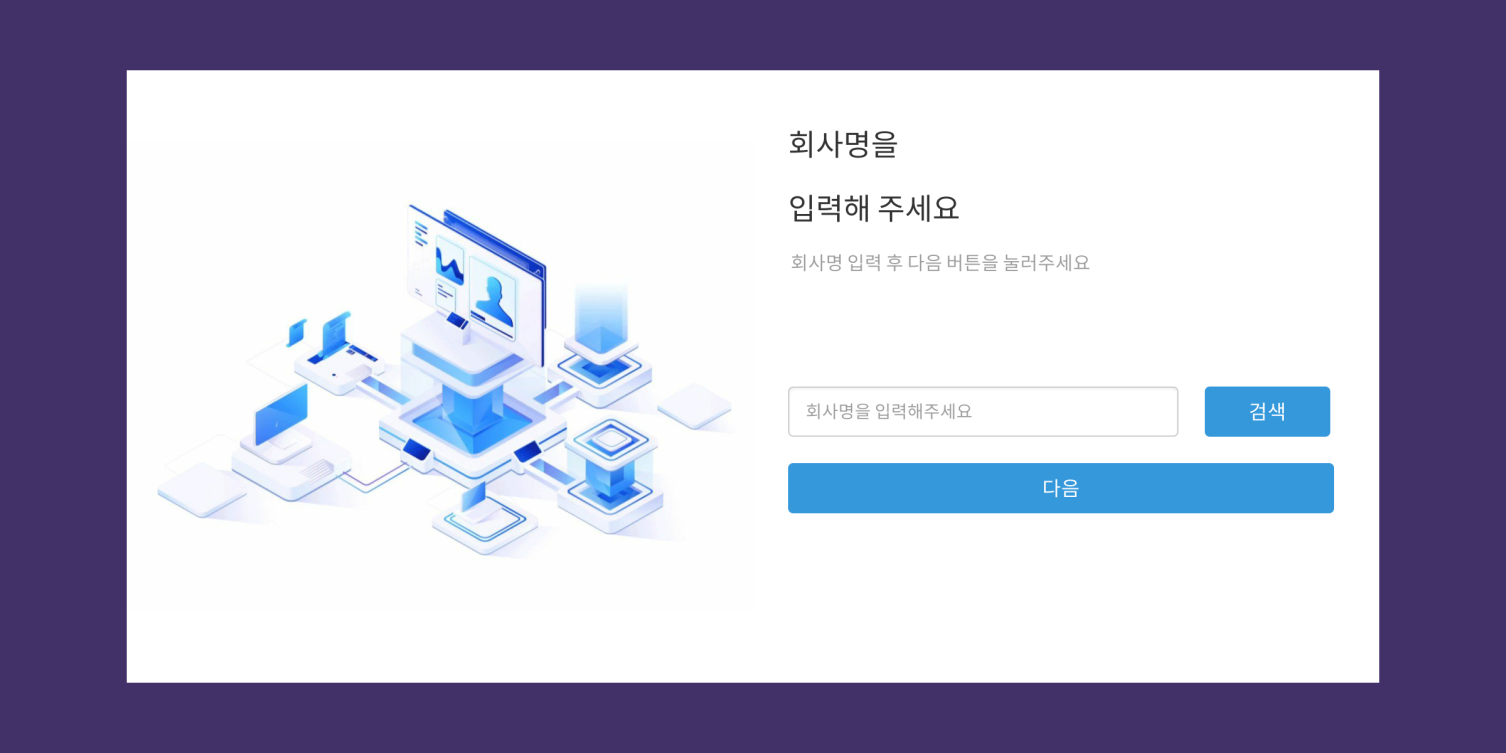 회사명을
입력해 주세요
회사명 입력 후 다음 버튼을 눌러주세요
회사명을 입력해주세요
검색
다음